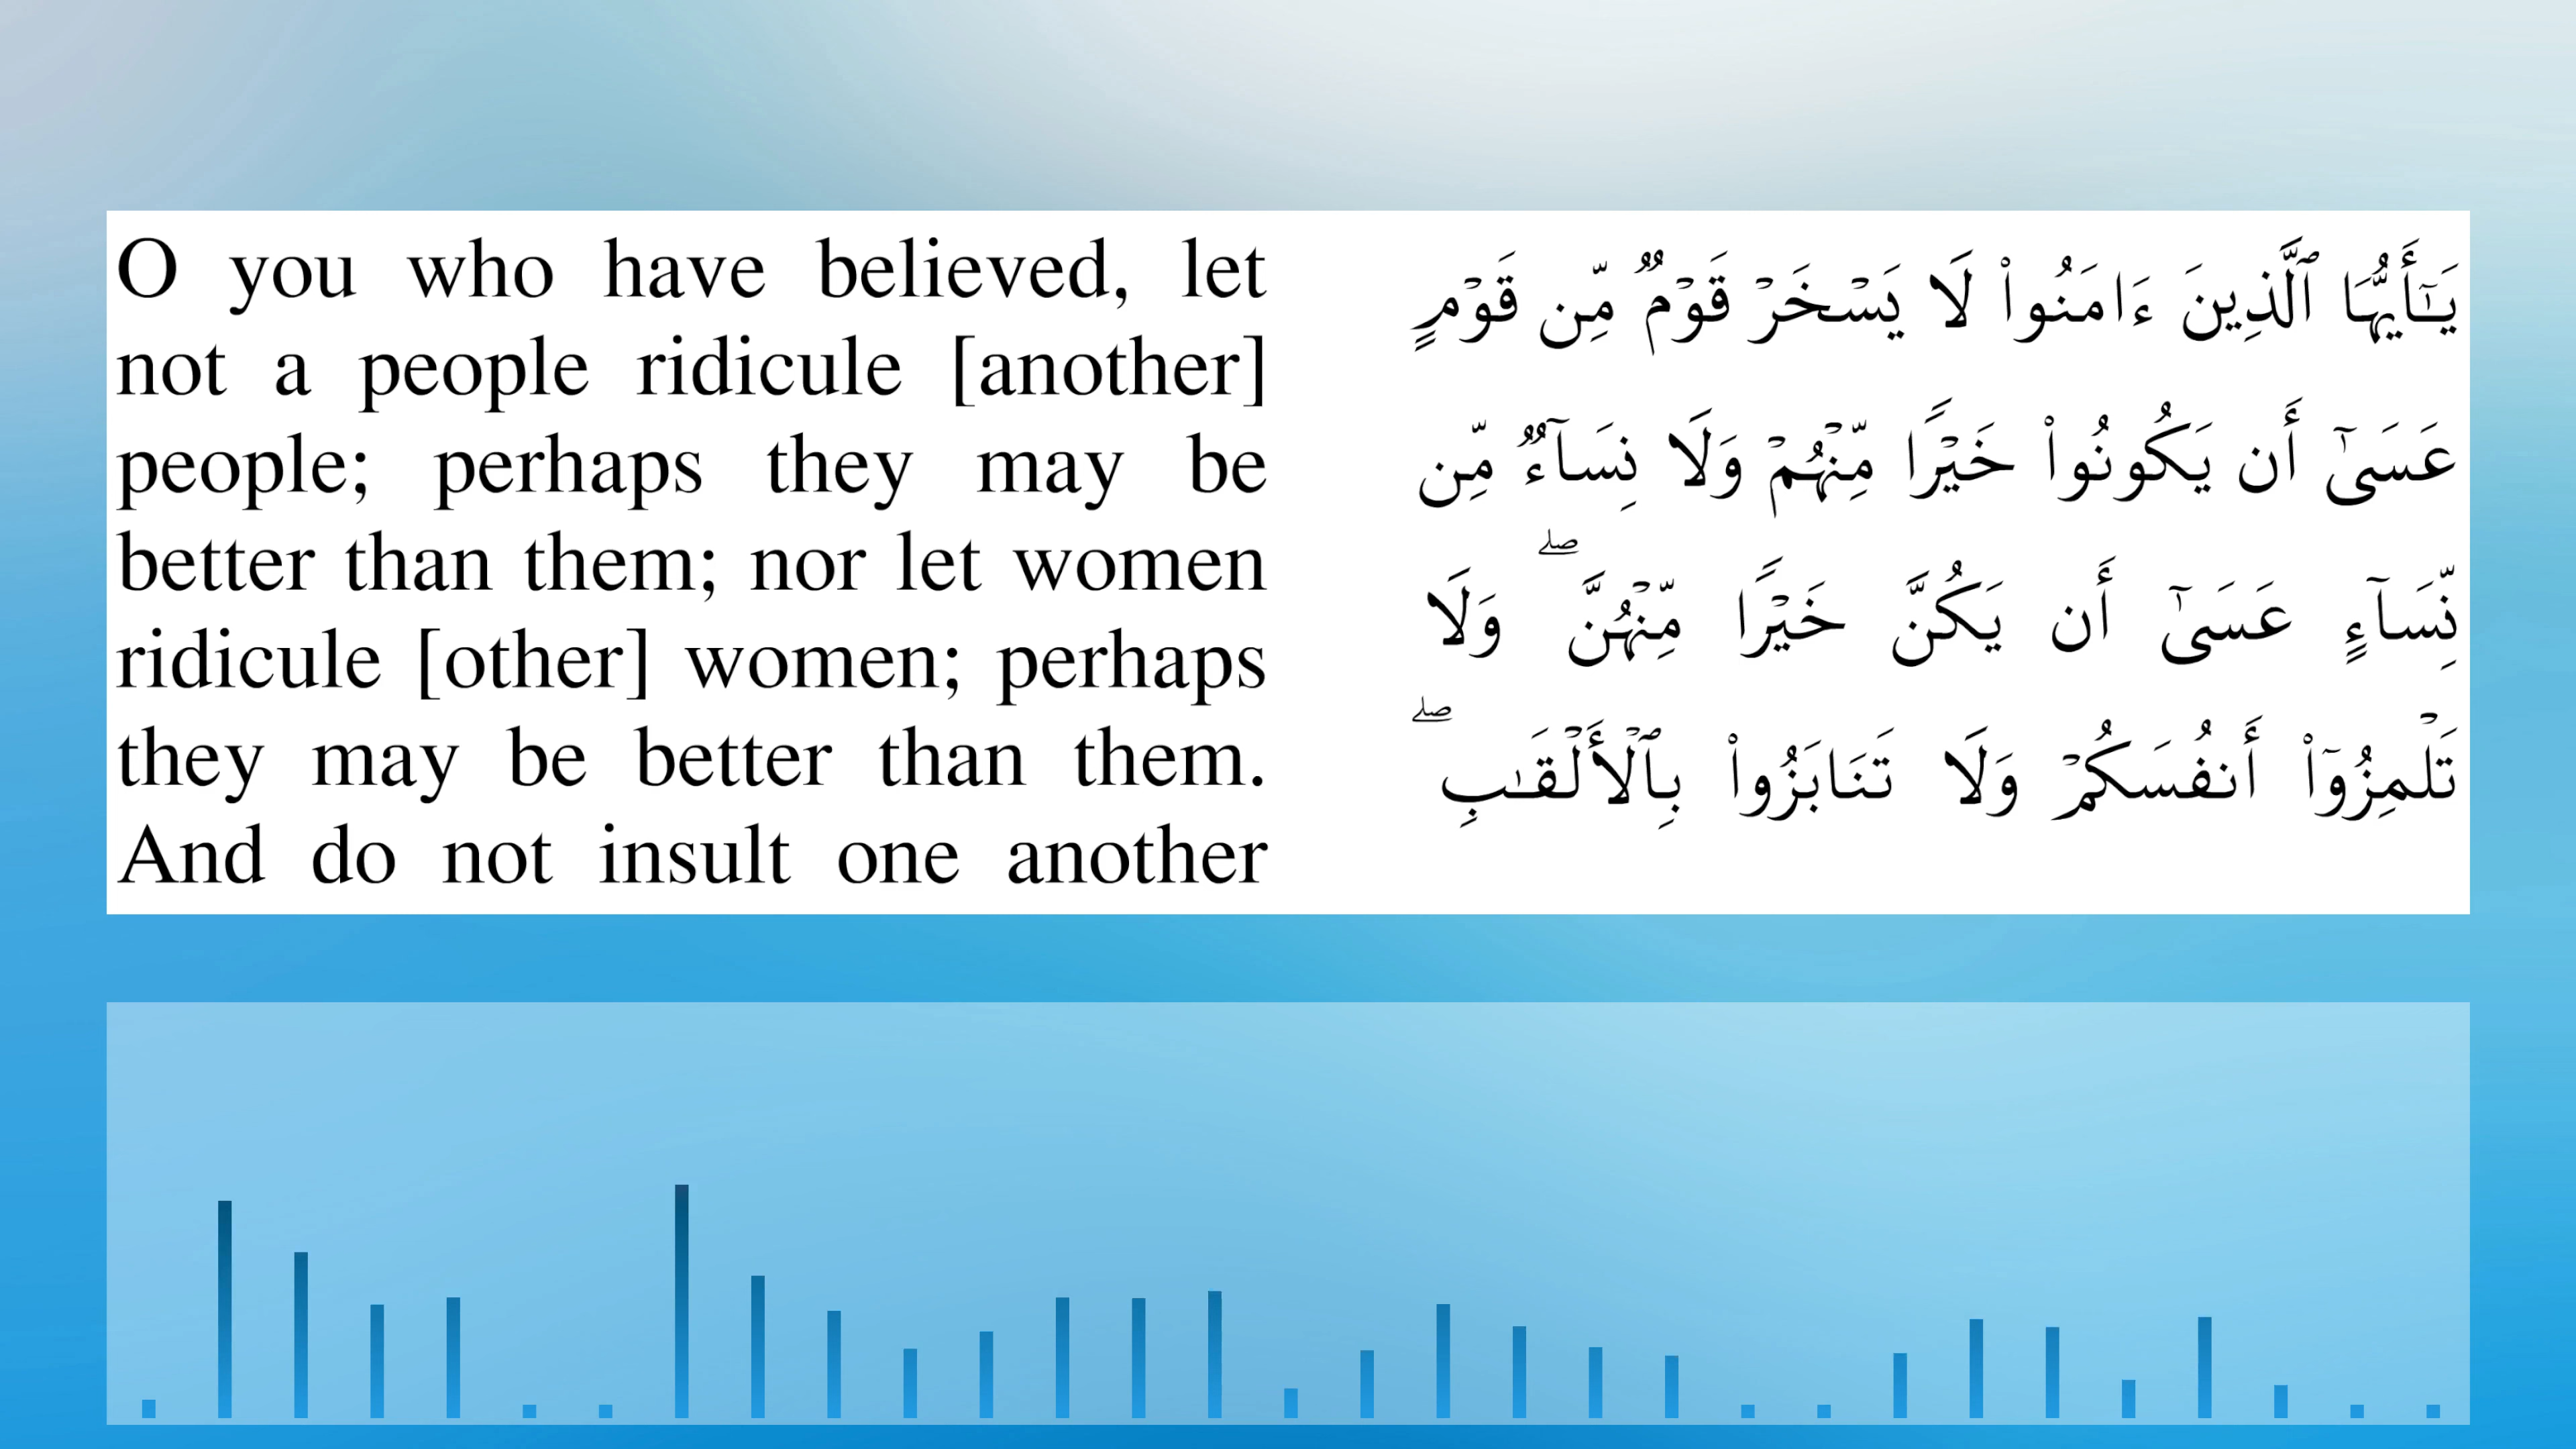 O you who have believed, let
not a people ridicule [another]
people; perhaps they may be
better than them; nor let women
ridicule [other] women; perhaps
they may be better than them.
And do not insult one another
يَـٰٓأَيُّهَا ٱلَّذِينَ ءَامَنُوا۟ لَا يَسْخَرْ قَوْمٌ مِّن قَوْمٍ
عَسَىٰٓ أَن يَكُونُوا۟ خَيْرًا مِّنْهُمْ وَلَا نِسَآءٌ مِّن
نِّسَآءٍ عَسَىٰٓ أَن يَكُنَّ خَيْرًا مِّنْهُنَّ ۖ وَلَا
تَلْمِزُوٓا۟ أَنفُسَكُمْ وَلَا تَنَابَزُوا۟ بِٱلْأَلْقَـٰبِ ۖ